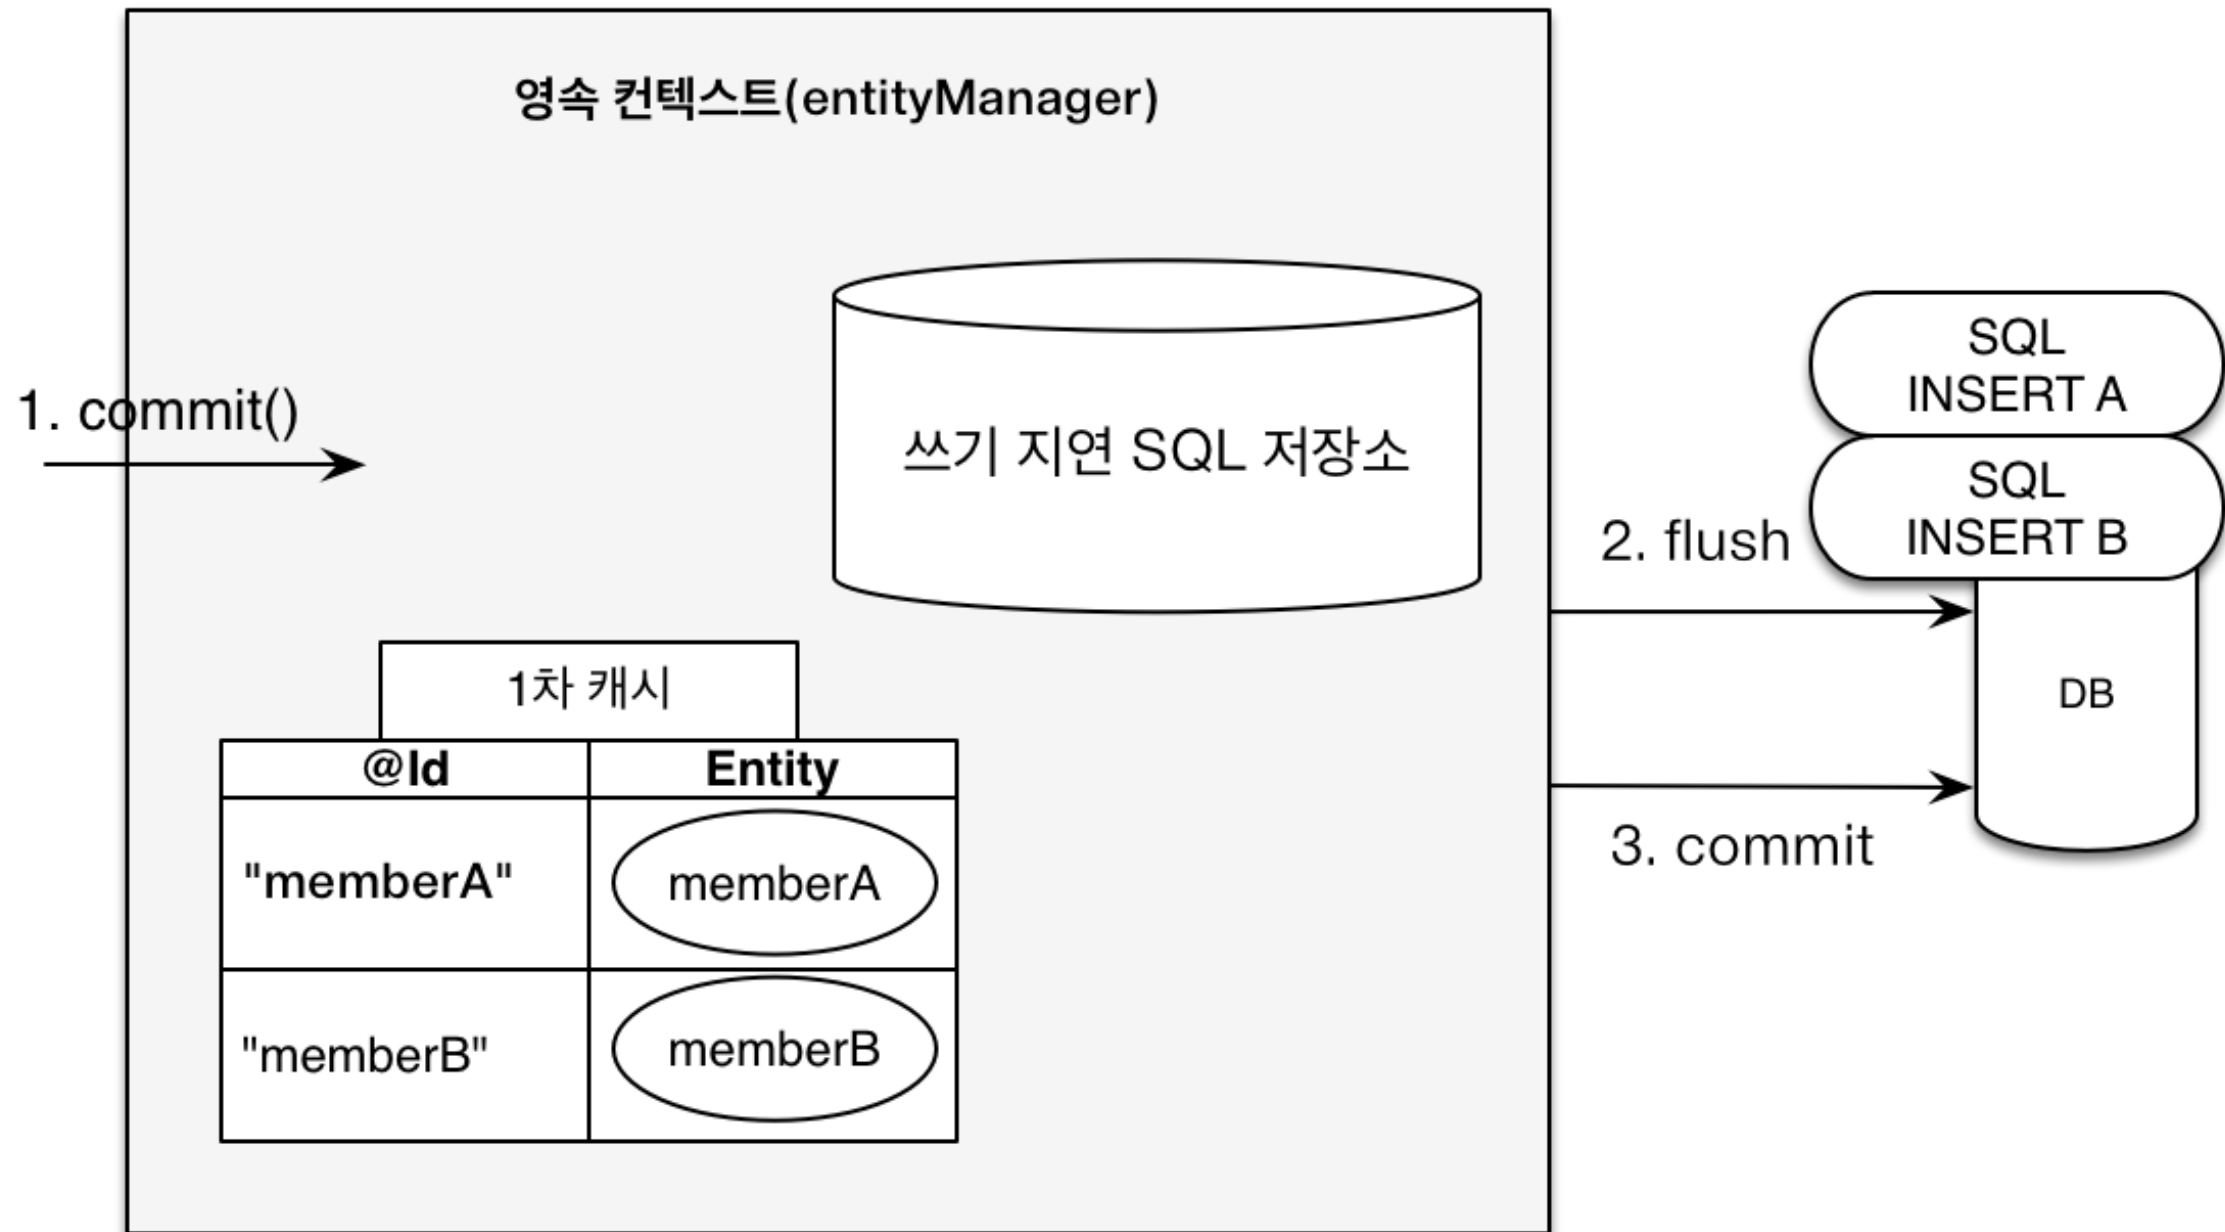 영속 컨텍스트(entityManager)
1. commit()
쓰기 지연 SQL 저장소
SQL
INSERT A
SQL
INSERT B
2. flush
DB
3. commit
1차 캐시
@Id Entity
"memberA" memberA
"memberB" memberB